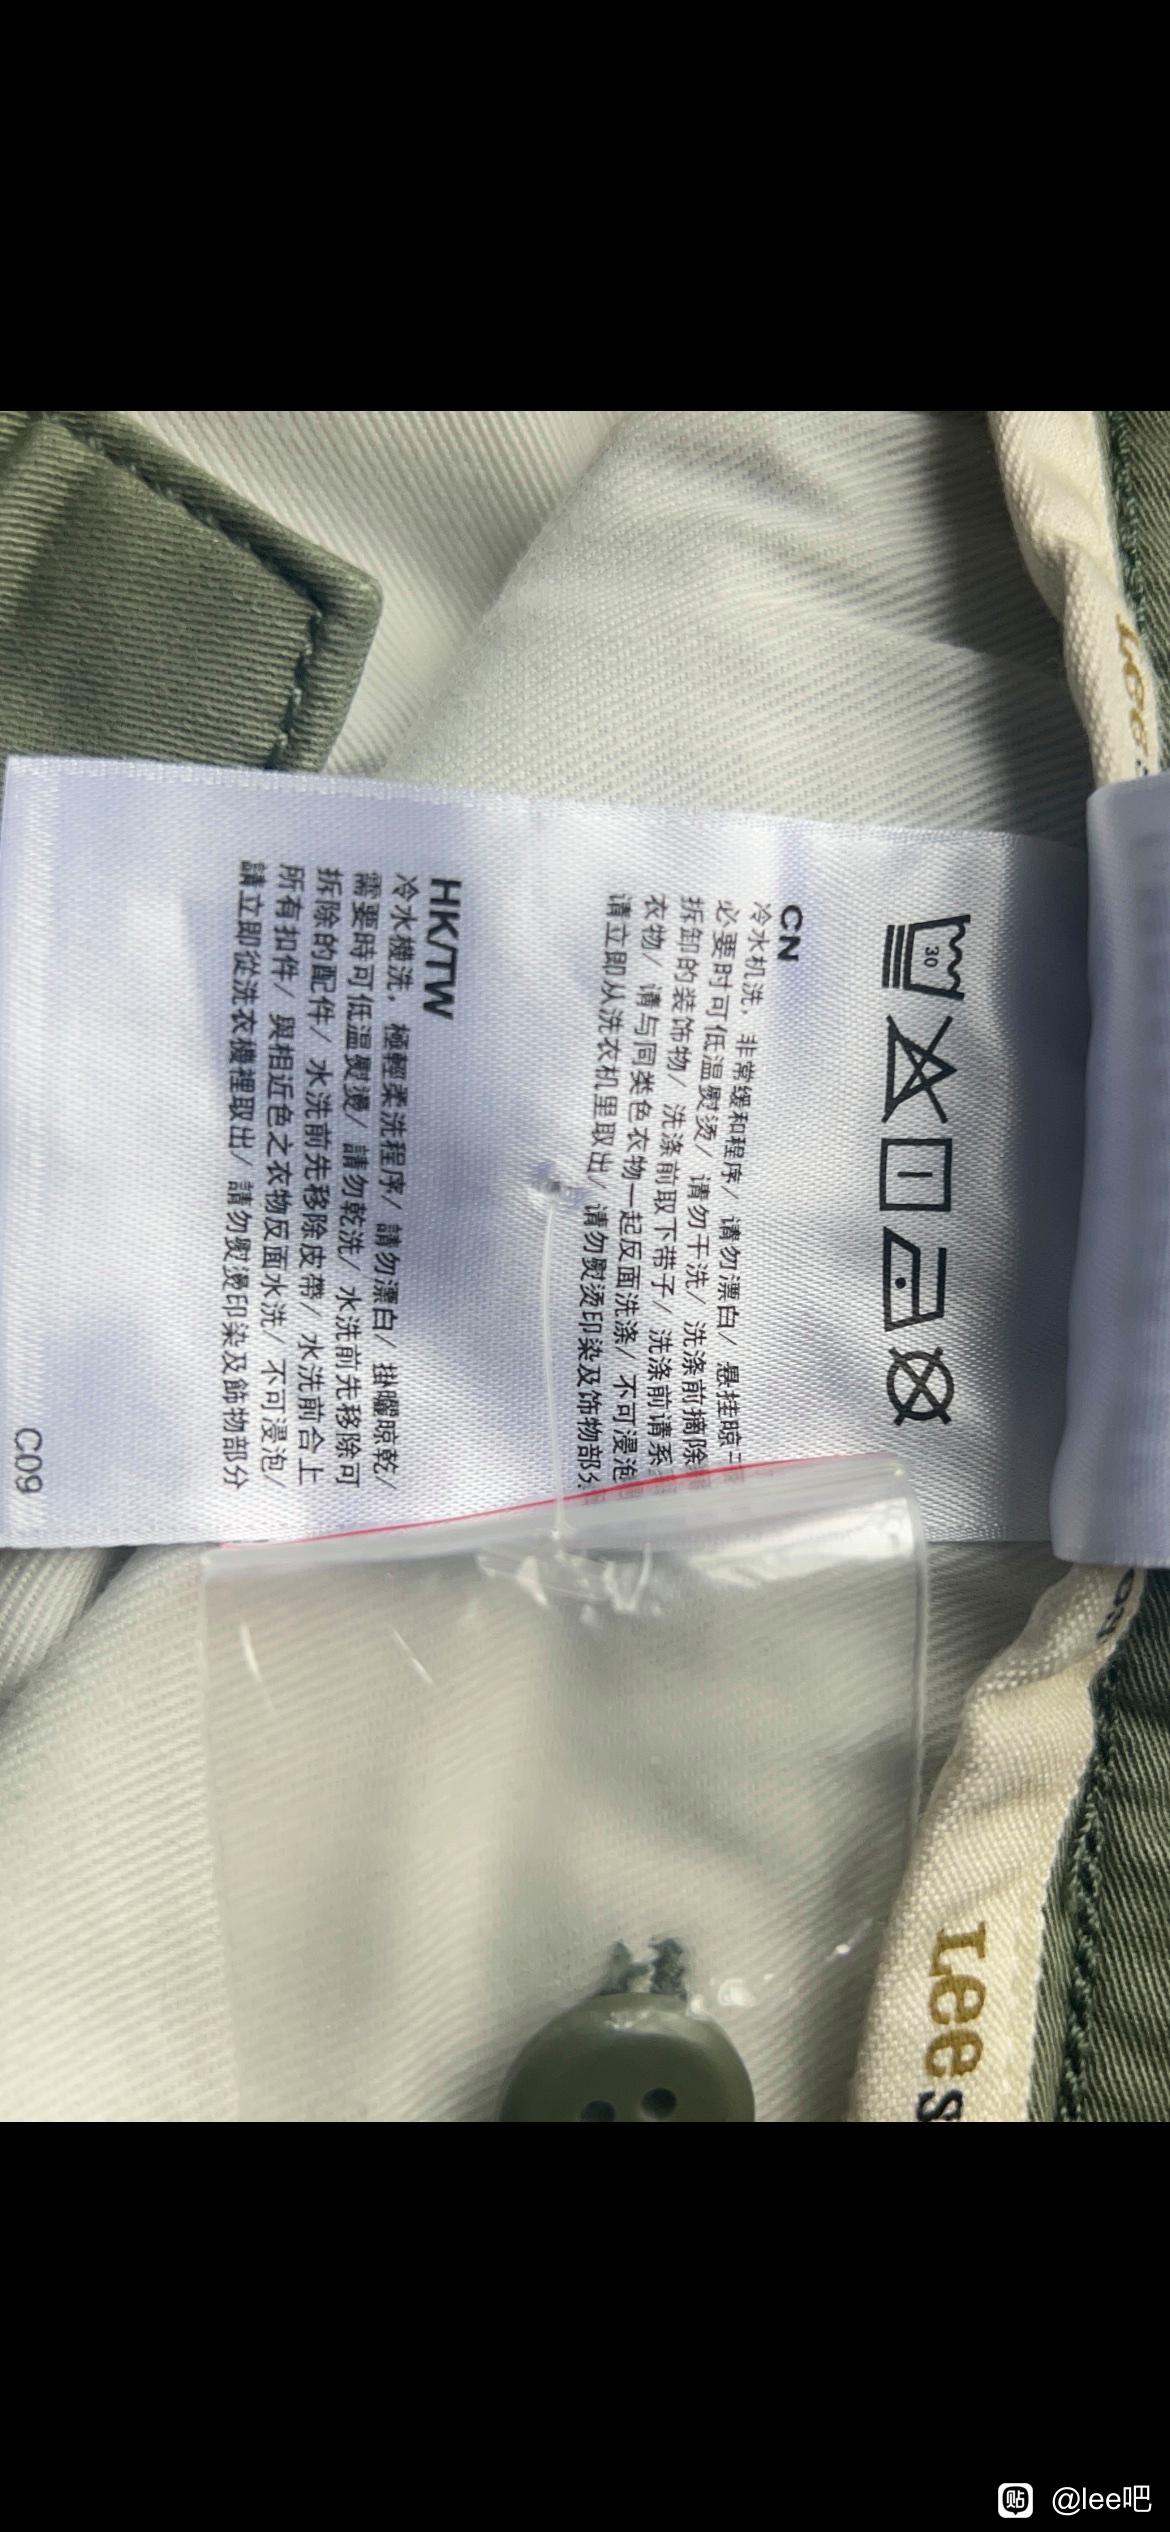 Lee
30
CN
冷水机洗，非常缓和程序/ 请勿漂白/ 悬挂晾
必要时可低温熨烫/ 请勿干洗/ 洗涤前摘除
拆卸的装饰物/ 洗涤前取下带子/ 洗涤前请系
衣物/ 请与同类色衣物一起反面洗涤/ 不可浸泡
请立即从洗衣机里取出/ 请勿熨烫印染及饰物部分
HK/TW
冷水機洗，極輕柔洗程序/ 請勿漂白/ 掛曬晾乾/
需要時可低溫熨燙/ 請勿乾洗/ 水洗前先移除可
拆除的配件/ 水洗前先移除皮帶/ 水洗前合上
所有扣件/ 與相近色之衣物反面水洗/ 不可浸泡/
請立即從洗衣機裡取出/ 請勿熨燙印染及飾物部分
C09
Lee s
贴 @lee吧